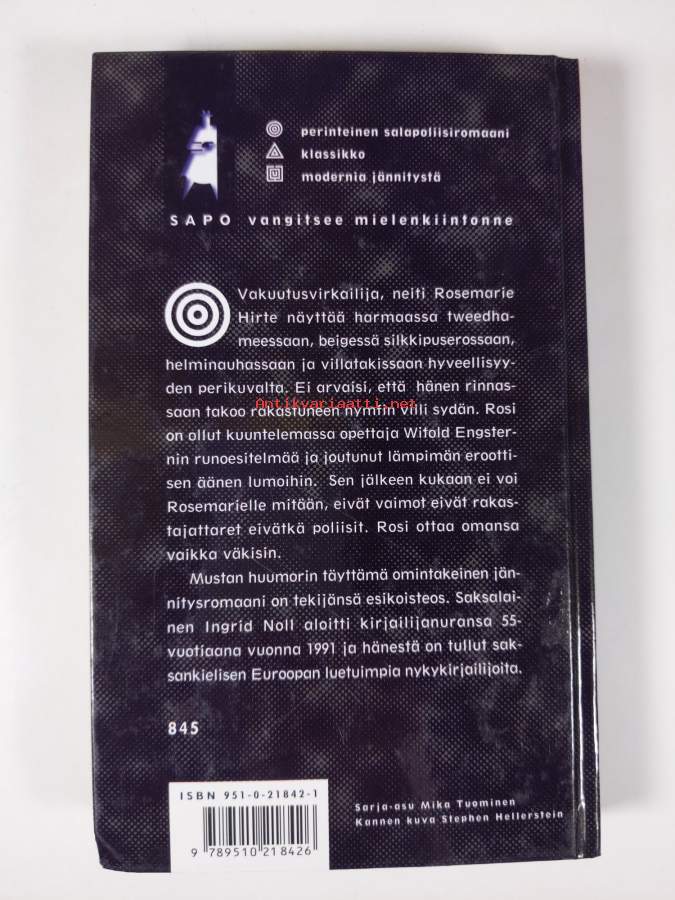 perinteinen salapoliisiromaani
klassikko
modernia jännitystä
SAPO vangitsee mielenkiintonne
Vakuutusvirkailija, neiti Rosemarie
Hirte näyttää harmaassa tweedha-
meessaan, beigessä silkkipuserossaan,
helminauhassaan ja villatakissaan hyveellisyy-
den perikuvalta. Ei arvaisi, että hänen rinnas-
Antikvariaatti.net
saan takoo rakastuneen nymfin villi sydän. Rosi
on ollut kuuntelemassa opettaja Witold Engster-
nin runoesitelmää ja joutunut lämpimän erootti-
sen äänen lumoihin. Sen jälkeen kukaan ei voi
Rosemarielle mitään, eivät vaimot eivät rakas-
tajattaret eivätkä poliisit. Rosi ottaa omansa
vaikka väkisin.
Mustan huumorin täyttämä omintakeinen jän-
nitysromaani on tekijänsä esikoisteos. Saksalai-
nen Ingrid Noll aloitti kirjailijanuransa 55-
vuotiaana vuonna 1991 ja hänestä on tullut sak-
sankielisen Euroopan luetuimpia nykykirjailijoita.
845
ISBN 951-0-21842-1
9 789510 218426
Sarja-asu Mika Tuominen
Kannen kuva Stephen Hellerstein